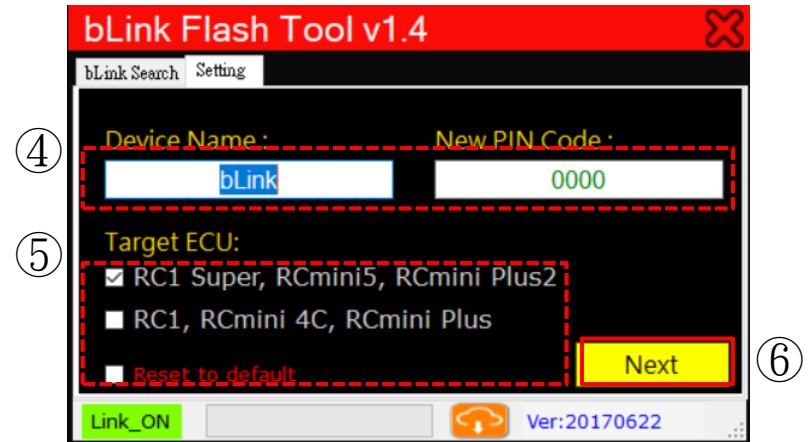 bLink Flash Tool v1.4
bLink Search Setting
④
Device Name : New PIN Code :
bLink 0000
⑤
Target ECU:
RC1 Super, RCmini5, RCmini Plus2
RC1, RCmini 4C, RCmini Plus
Reset to default
Next ⑥
Link_ON Ver:20170622